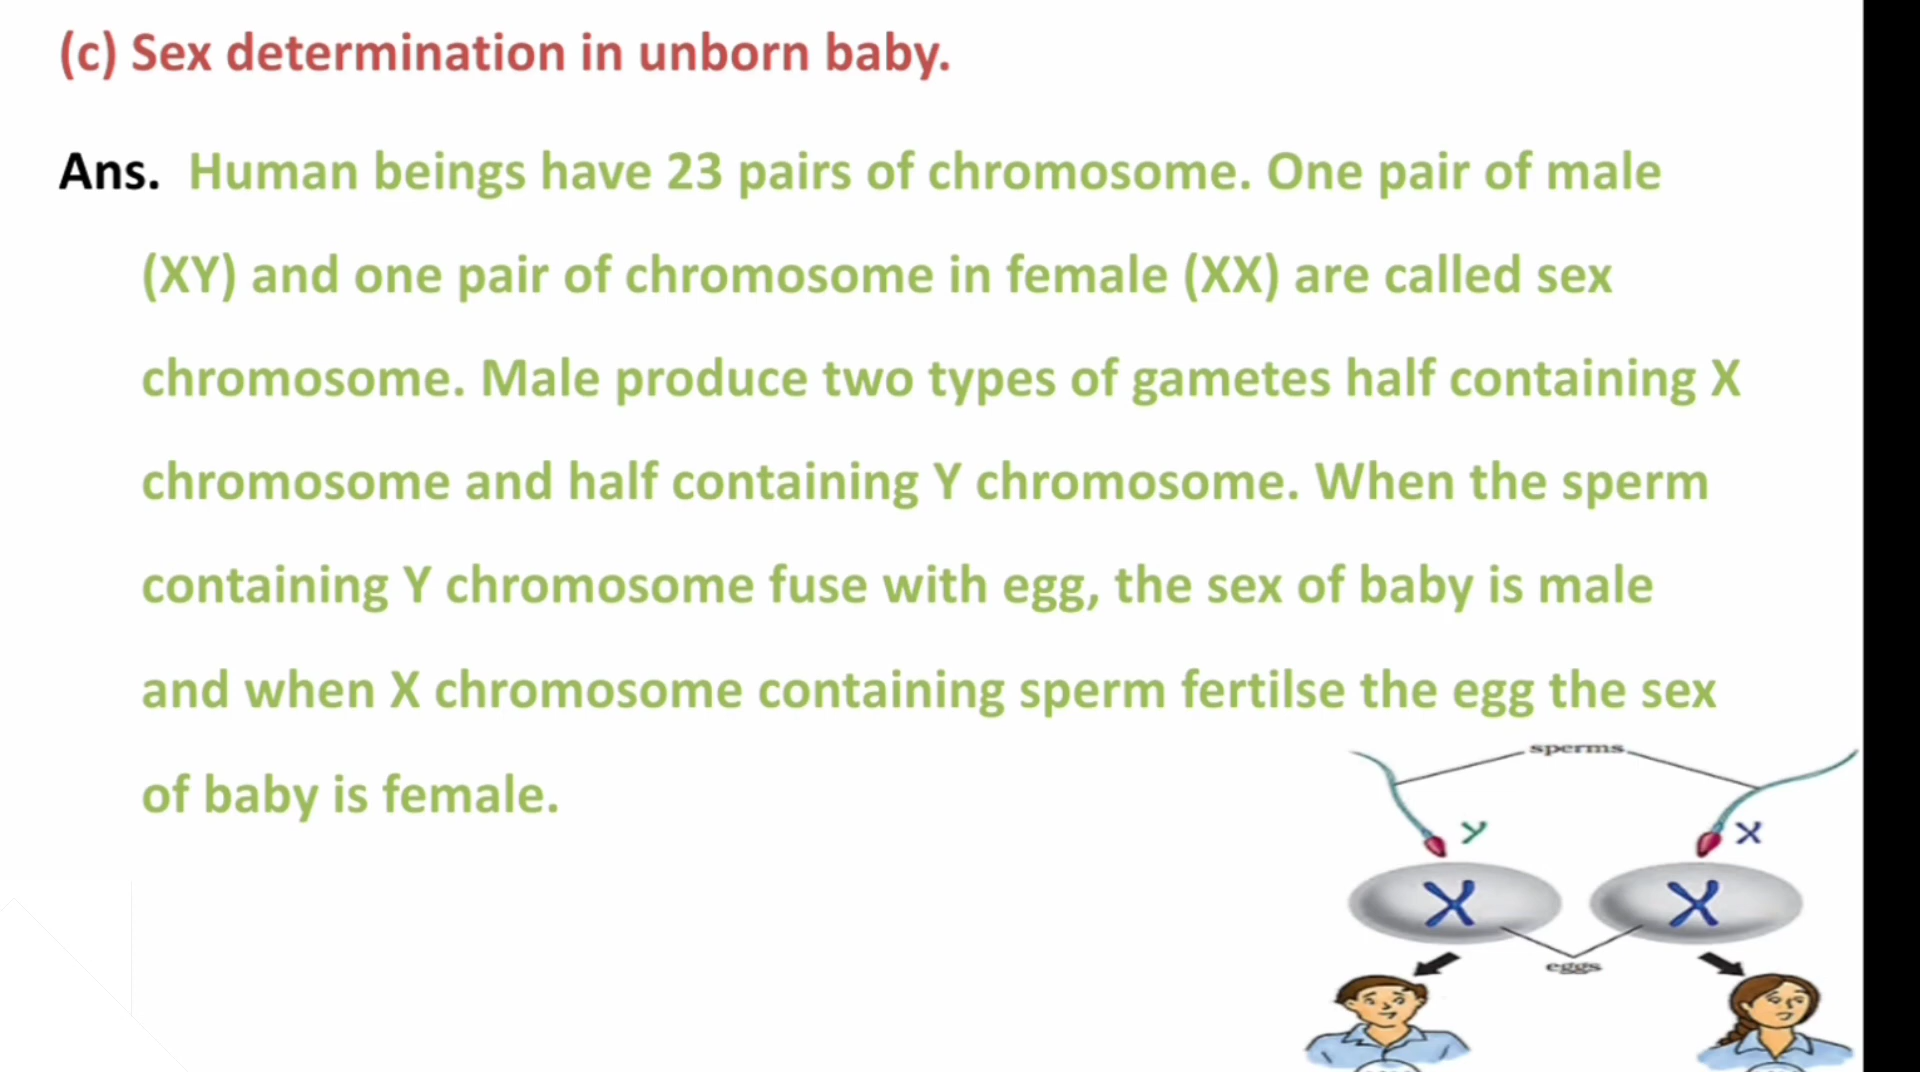 (c) Sex determination in unborn baby.
Ans. Human beings have 23 pairs of chromosome. One pair of male
(XY) and one pair of chromosome in female (XX) are called sex
chromosome. Male produce two types of gametes half containing X
chromosome and half containing Y chromosome. When the sperm
containing Y chromosome fuse with egg, the sex of baby is male
and when X chromosome containing sperm fertilse the egg the sex
of baby is female.
sperms
Y X
X X
eggs